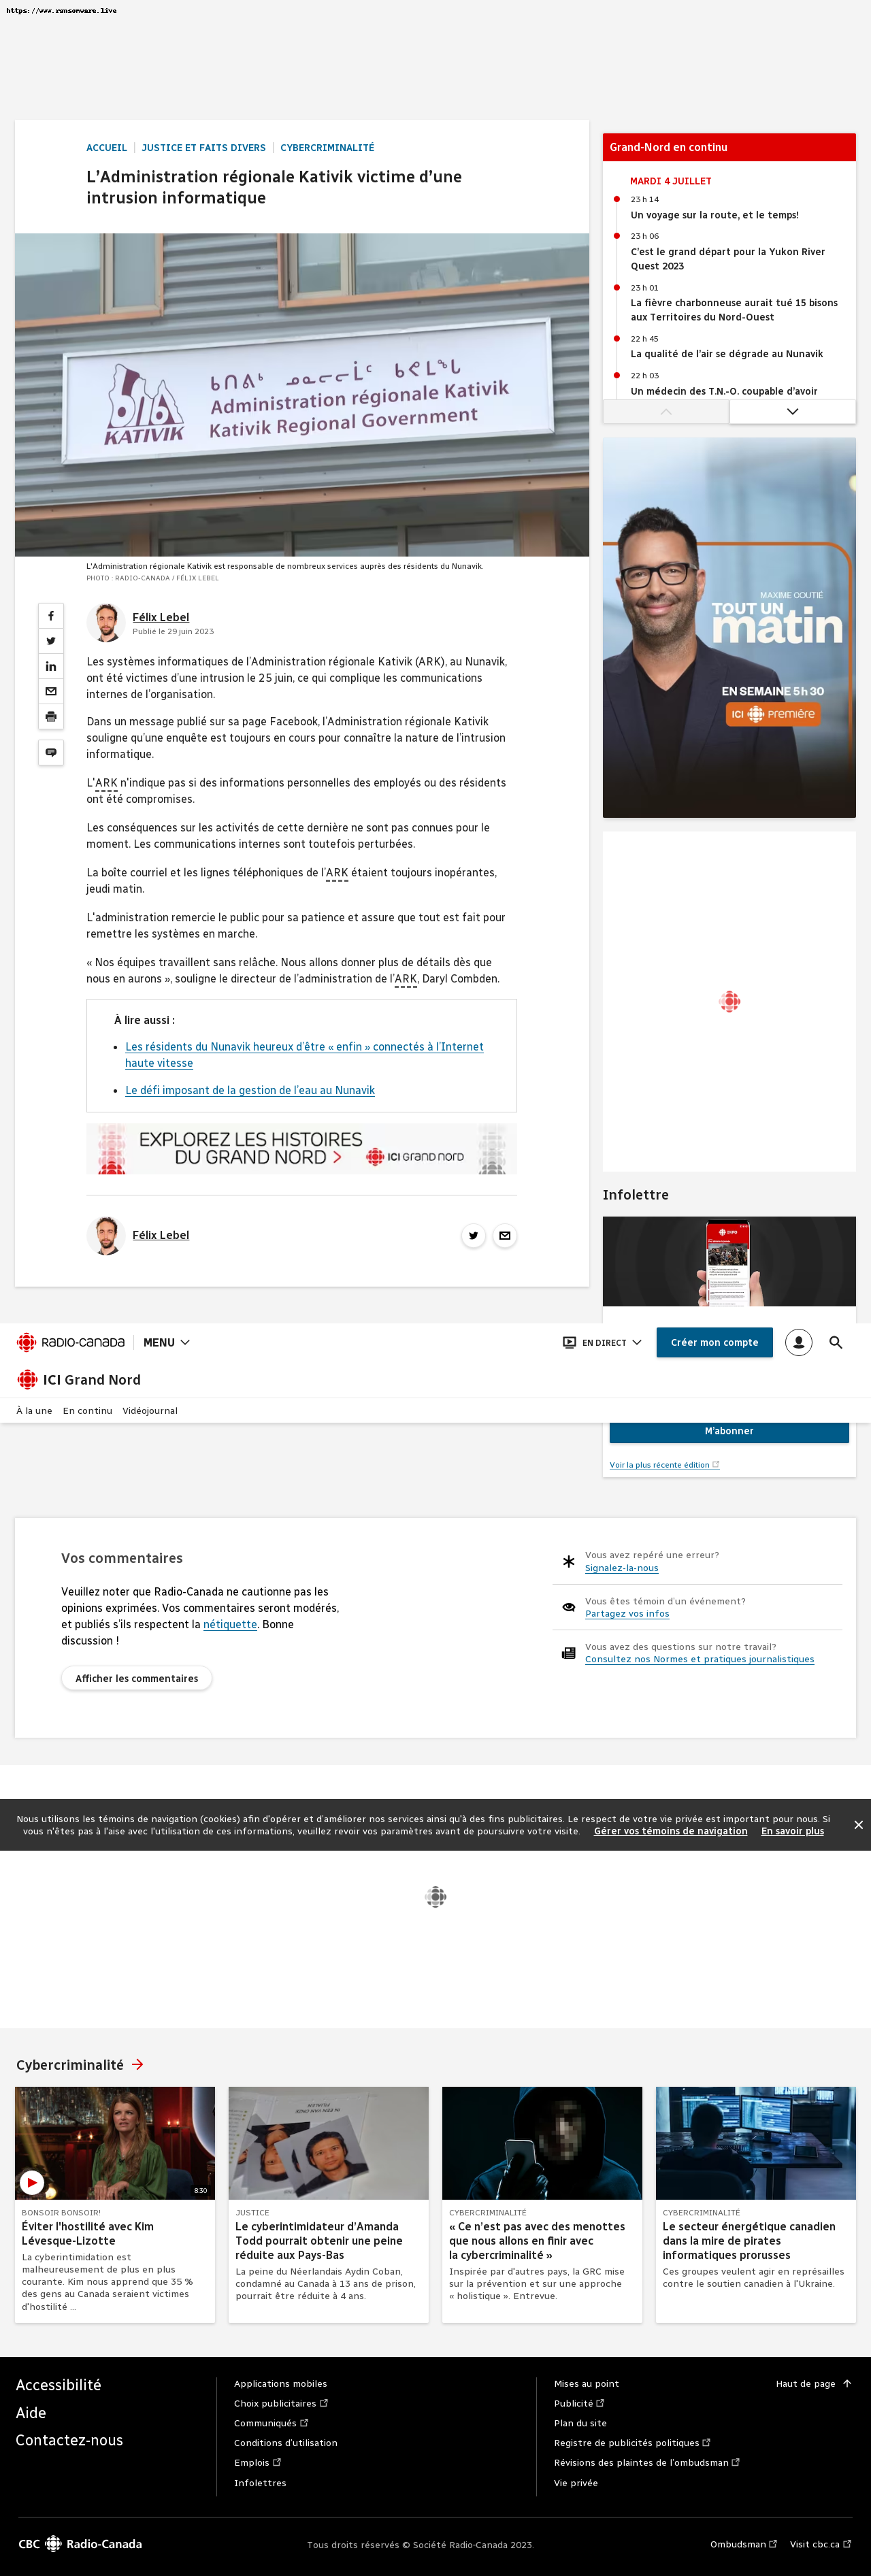 https://www.ransomware.live
ACCUEIL
JUSTICE ET FAITS DIVERS
CYBERCRIMINALITÉ
L’Administration régionale Kativik victime d’une
intrusion informatique
KATIVIK
Administration régionale Kativik
Kativik Regional Government
L'Administration régionale Kativik est responsable de nombreux services auprès des résidents du Nunavik.
PHOTO : RADIO-CANADA / FÉLIX LEBEL
Félix Lebel
Publié le 29 juin 2023
Les systèmes informatiques de l’Administration régionale Kativik (ARK), au Nunavik,
ont été victimes d’une intrusion le 25 juin, ce qui complique les communications
internes de l’organisation.
Dans un message publié sur sa page Facebook, l’Administration régionale Kativik
souligne qu’une enquête est toujours en cours pour connaître la nature de l’intrusion
informatique.
L'ARK n’indique pas si des informations personnelles des employés ou des résidents
ont été compromises.
Les conséquences sur les activités de cette dernière ne sont pas connues pour le
moment. Les communications internes sont toutefois perturbées.
La boîte courriel et les lignes téléphoniques de l’ARK étaient toujours inopérantes,
jeudi matin.
L'administration remercie le public pour sa patience et assure que tout est fait pour
remettre les systèmes en marche.
« Nos équipes travaillent sans relâche. Nous allons donner plus de détails dès que
nous en aurons », souligne le directeur de l’administration de l’ARK, Daryl Combden.
À lire aussi :
Les résidents du Nunavik heureux d’être « enfin » connectés à l’Internet
haute vitesse
Le défi imposant de la gestion de l’eau au Nunavik
EXPLOREZ LES HISTOIRES
DU GRAND NORD >
ICI GRAND NORD
Félix Lebel
Grand-Nord en continu
MARDI 4 JUILLET
23 h 14
Un voyage sur la route, et le temps!
23 h 06
C’est le grand départ pour la Yukon River
Quest 2023
23 h 01
La fièvre charbonneuse aurait tué 15 bisons
aux Territoires du Nord-Ouest
22 h 45
La qualité de l’air se dégrade au Nunavik
22 h 03
Un médecin des T.N.-O. coupable d’avoir
MAXIME COUTIÉ
TOUT UN
matin
EN SEMAINE 5 h 30
ICI première
Infolettre
INFO
RADIO-CANADA
MENU
EN DIRECT
Créer mon compte
ICI Grand Nord
À la une
En continu
Vidéojournal
M’abonner
Voir la plus récente édition
Vos commentaires
Veuillez noter que Radio-Canada ne cautionne pas les
opinions exprimées. Vos commentaires seront modérés,
et publiés s’ils respectent la nétiquette. Bonne
discussion !
Afficher les commentaires
Vous avez repéré une erreur?
Signalez-la-nous
Vous êtes témoin d’un événement?
Partagez vos infos
Vous avez des questions sur notre travail?
Consultez nos Normes et pratiques journalistiques
Nous utilisons les témoins de navigation (cookies) afin d'opérer et d’améliorer nos services ainsi qu'à des fins publicitaires. Le respect de votre vie privée est important pour nous. Si
vous n'êtes pas à l'aise avec l'utilisation de ces informations, veuillez revoir vos paramètres avant de poursuivre votre visite.
Gérer vos témoins de navigation
En savoir plus
Cybercriminalité
8:30
BONSOIR BONSOIR!
Éviter l'hostilité avec Kim
Lévesque-Lizotte
La cyberintimidation est
malheureusement de plus en plus
courante. Kim nous apprend que 35 %
des gens au Canada seraient victimes
d'hostilité ...
JUSTICE
Le cyberintimidateur d’Amanda
Todd pourrait obtenir une peine
réduite aux Pays-Bas
La peine du Néerlandais Aydin Coban,
condamné au Canada à 13 ans de prison,
pourrait être réduite à 4 ans.
CYBERCRIMINALITÉ
« Ce n’est pas avec des menottes
que nous allons en finir avec
la cybercriminalité »
Inspirée par d'autres pays, la GRC mise
sur la prévention et sur une approche
« holistique ». Entrevue.
CYBERCRIMINALITÉ
Le secteur énergétique canadien
dans la mire de pirates
informatiques prorusses
Ces groupes veulent agir en représailles
contre le soutien canadien à l'Ukraine.
Accessibilité
Aide
Contactez-nous
Applications mobiles
Choix publicitaires
Communiqués
Conditions d’utilisation
Emplois
Infolettres
Mises au point
Publicité
Plan du site
Registre de publicités politiques
Révisions des plaintes de l’ombudsman
Vie privée
Haut de page
CBC Radio-Canada
Tous droits réservés © Société Radio-Canada 2023.
Ombudsman
Visit cbc.ca